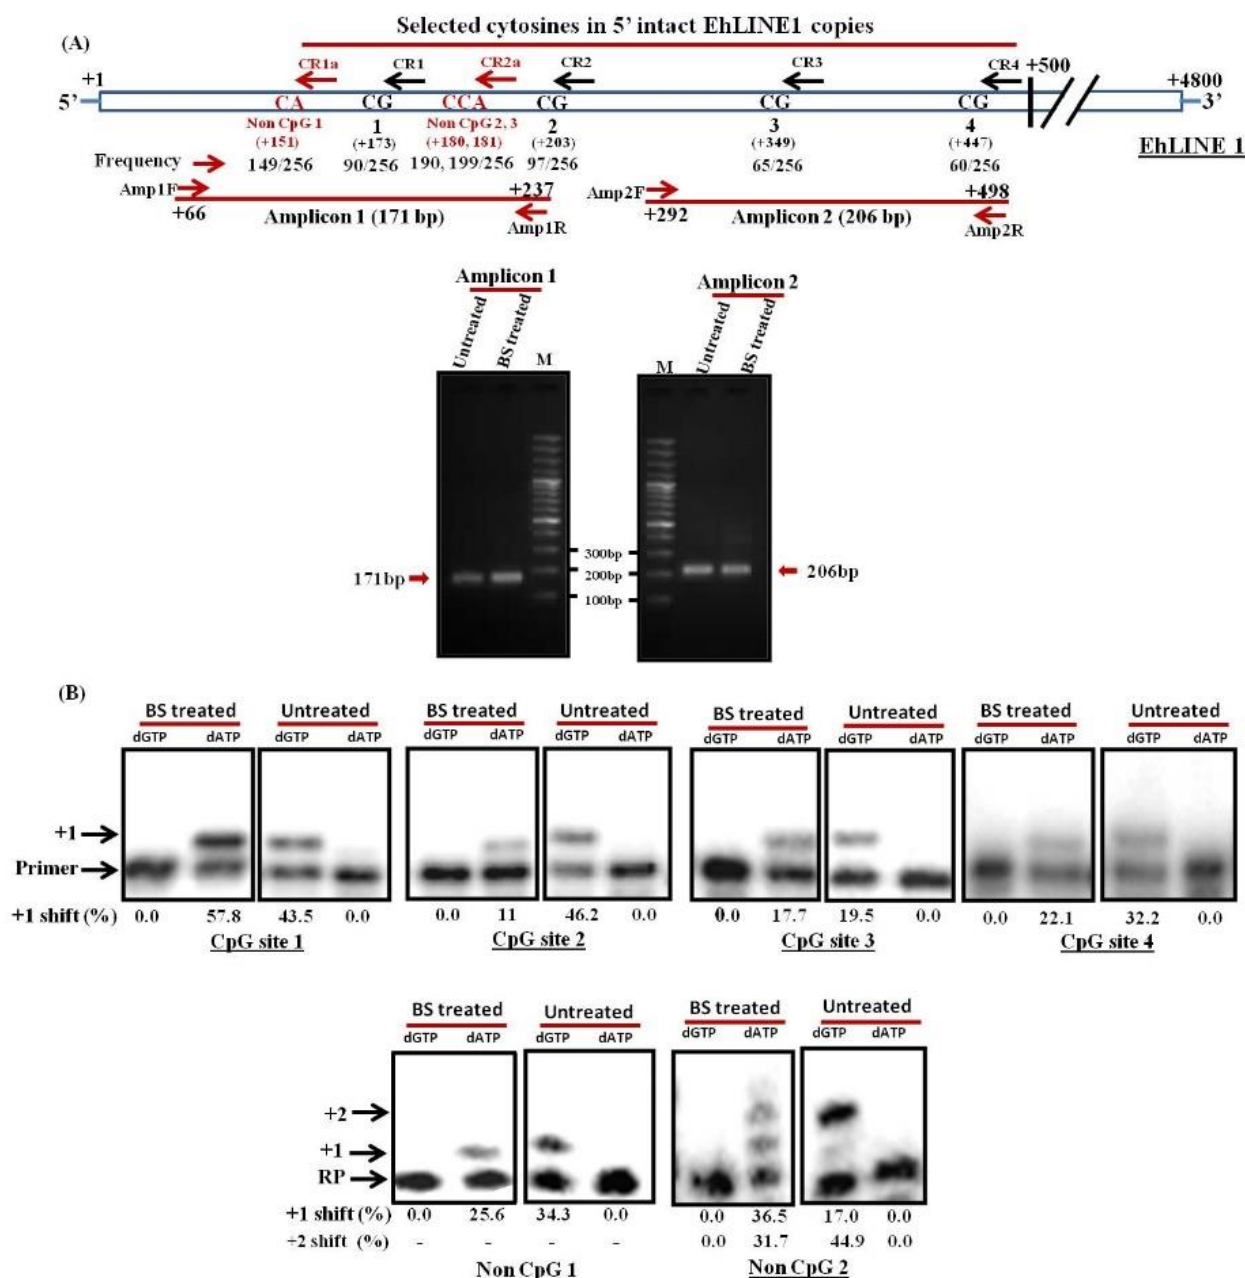 Selected cytosines in 5' intact EhLINE1 copies
(A)
+1 CR1a CR1 CR2a CR2 CR3 CR4 +500 +4800
5' CA CG CCA CG CG CG 3'
Non CpG 1 1 Non CpG 2, 3 2 3 4 EhLINE 1
(+151) (+173) (+180, 181) (+203) (+349) (+447)
Frequency 149/256 90/256 190, 199/256 97/256 65/256 60/256
Amp1F +237 Amp2F +498
+66 Amplicon 1 (171 bp) Amp1R +292 Amplicon 2 (206 bp) Amp2R
Amplicon 1 Amplicon 2
Untreated BS treated M M Untreated BS treated
300bp
171bp 200bp 206bp
100bp
(B)
BS treated Untreated BS treated Untreated BS treated Untreated BS treated Untreated
dGTP dATP dGTP dATP dGTP dATP dGTP dATP dGTP dATP dGTP dATP dGTP dATP dGTP dATP
+1
Primer
+1 shift (%) 0.0 57.8 43.5 0.0 0.0 11 46.2 0.0 0.0 17.7 19.5 0.0 0.0 22.1 32.2 0.0
CpG site 1 CpG site 2 CpG site 3 CpG site 4
BS treated Untreated BS treated Untreated
dGTP dATP dGTP dATP dGTP dATP dGTP dATP
+2
+1
RP
+1 shift (%) 0.0 25.6 34.3 0.0 0.0 36.5 17.0 0.0
+2 shift (%) - - - - 0.0 31.7 44.9 0.0
Non CpG 1 Non CpG 2